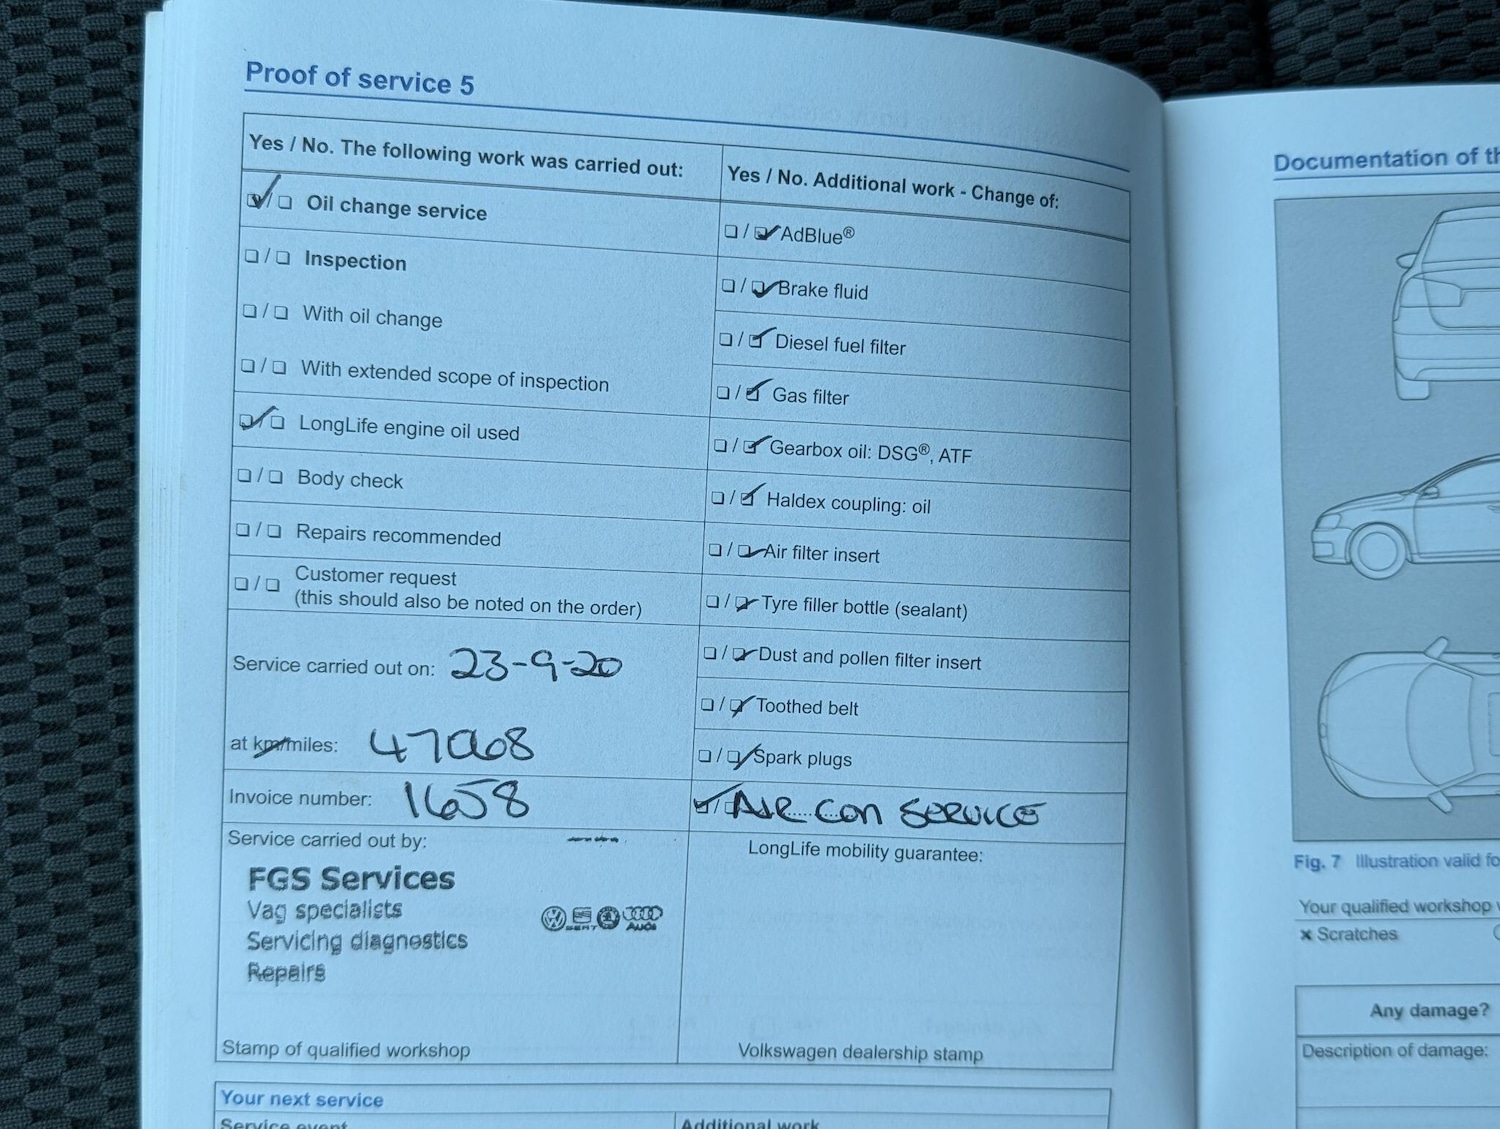 Proof of service 5
Yes / No. The following work was carried out:
Oil change service
Inspection
With oil change
With extended scope of inspection
LongLife engine oil used
Body check
Repairs recommended
Customer request
(this should also be noted on the order)
Service carried out on: 23-9-20
at km/miles: 47068
Invoice number: 1658
Service carried out by:
FGS Services
Vag specialists
Servicing diagnostics
Repairs
SEAT
Audi
Stamp of qualified workshop
Yes / No. Additional work - Change of:
AdBlue®
Brake fluid
Diesel fuel filter
Gas filter
Gearbox oil: DSG®, ATF
Haldex coupling: oil
Air filter insert
Tyre filler bottle (sealant)
Dust and pollen filter insert
Toothed belt
Spark plugs
AIR CON SERVICE
LongLife mobility guarantee:
Volkswagen dealership stamp
Your next service
Service event
Additional work
Documentation of
Fig. 7 Illustration valid
Your qualified workshop
× Scratches
Any damage?
Description of damage: